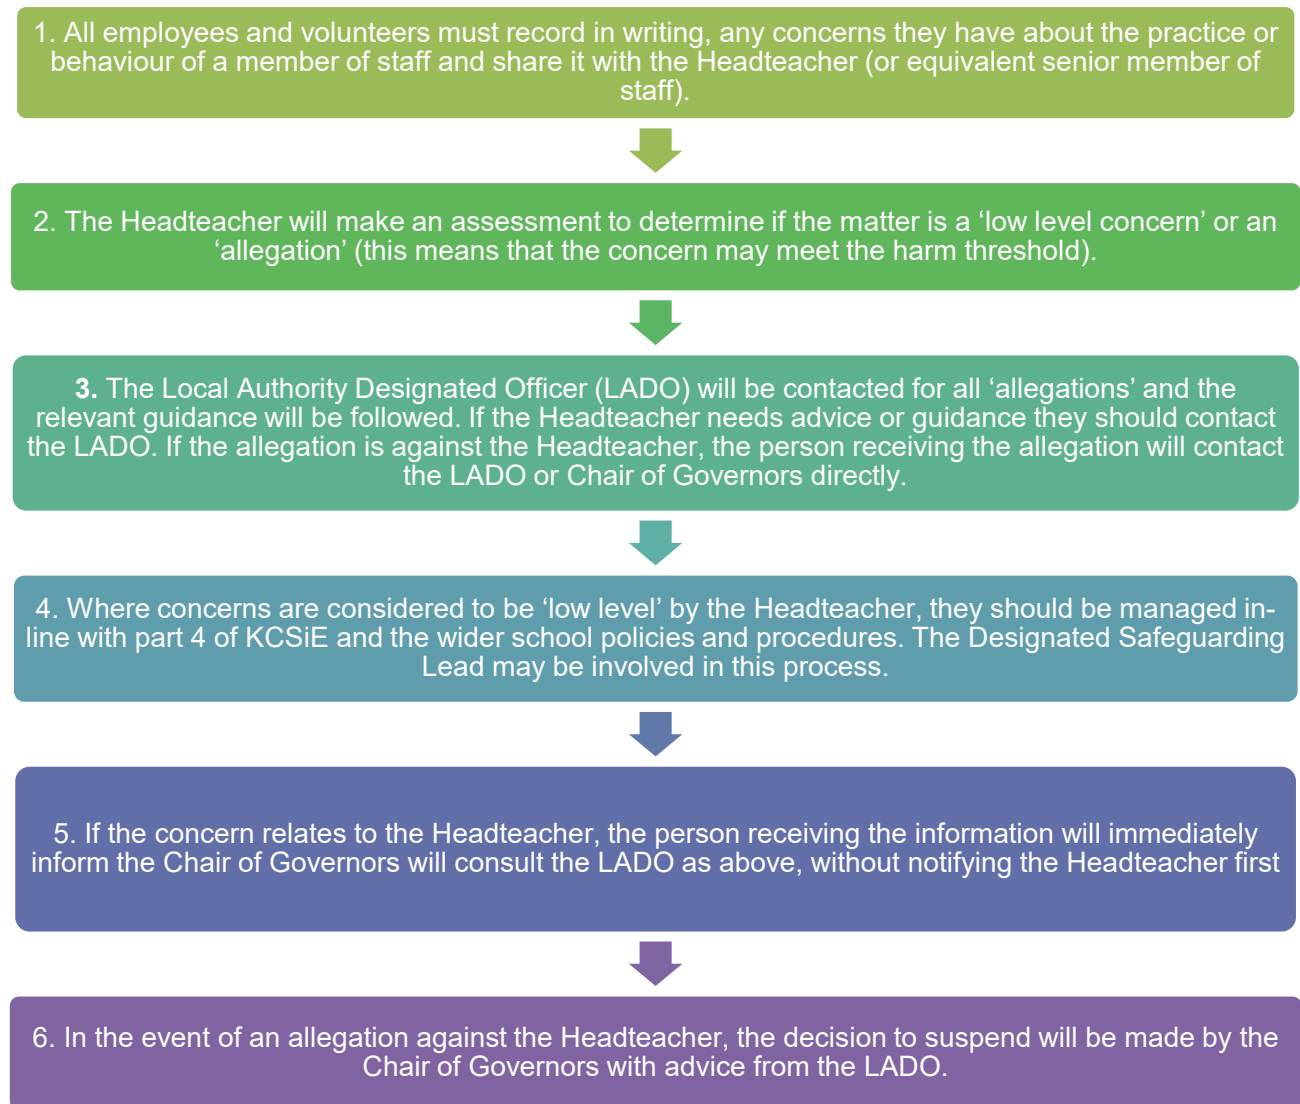 1. All employees and volunteers must record in writing, any concerns they have about the practice or
behaviour of a member of staff and share it with the Headteacher (or equivalent senior member of
staff).
2. The Headteacher will make an assessment to determine if the matter is a ‘low level concern’ or an
‘allegation’ (this means that the concern may meet the harm threshold).
3. The Local Authority Designated Officer (LADO) will be contacted for all ‘allegations’ and the
relevant guidance will be followed. If the Headteacher needs advice or guidance they should contact
the LADO. If the allegation is against the Headteacher, the person receiving the allegation will contact
the LADO or Chair of Governors directly.
4. Where concerns are considered to be ‘low level’ by the Headteacher, they should be managed in-
line with part 4 of KCSiE and the wider school policies and procedures. The Designated Safeguarding
Lead may be involved in this process.
5. If the concern relates to the Headteacher, the person receiving the information will immediately
inform the Chair of Governors will consult the LADO as above, without notifying the Headteacher first
6. In the event of an allegation against the Headteacher, the decision to suspend will be made by the
Chair of Governors with advice from the LADO.